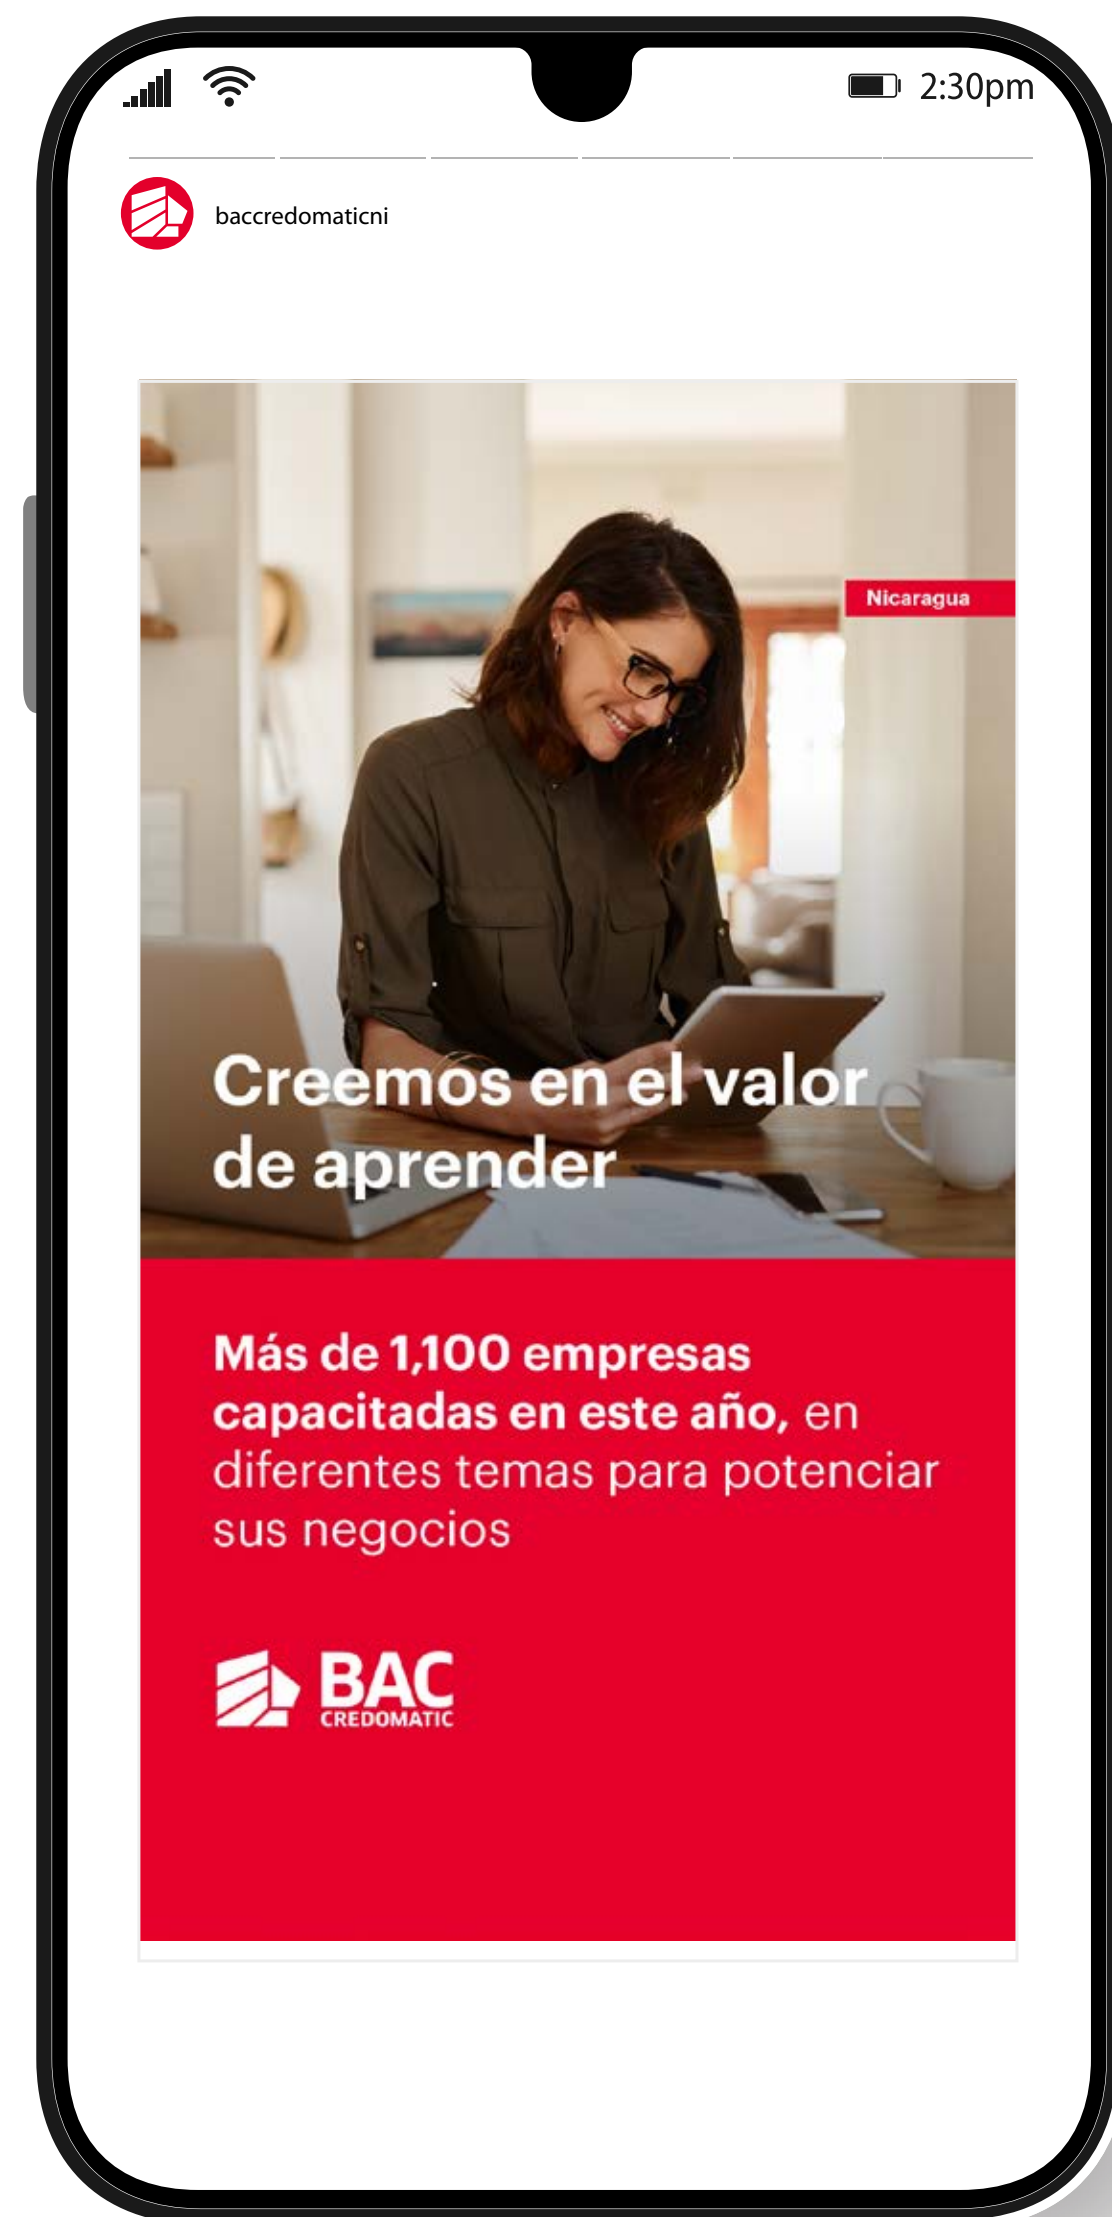 2:30pm
baccredomaticni
Nicaragua
Creemos en el valor
de aprender
Más de 1,100 empresas
capacitadas en este año, en
diferentes temas para potenciar
sus negocios
BAC
CREDOMATIC